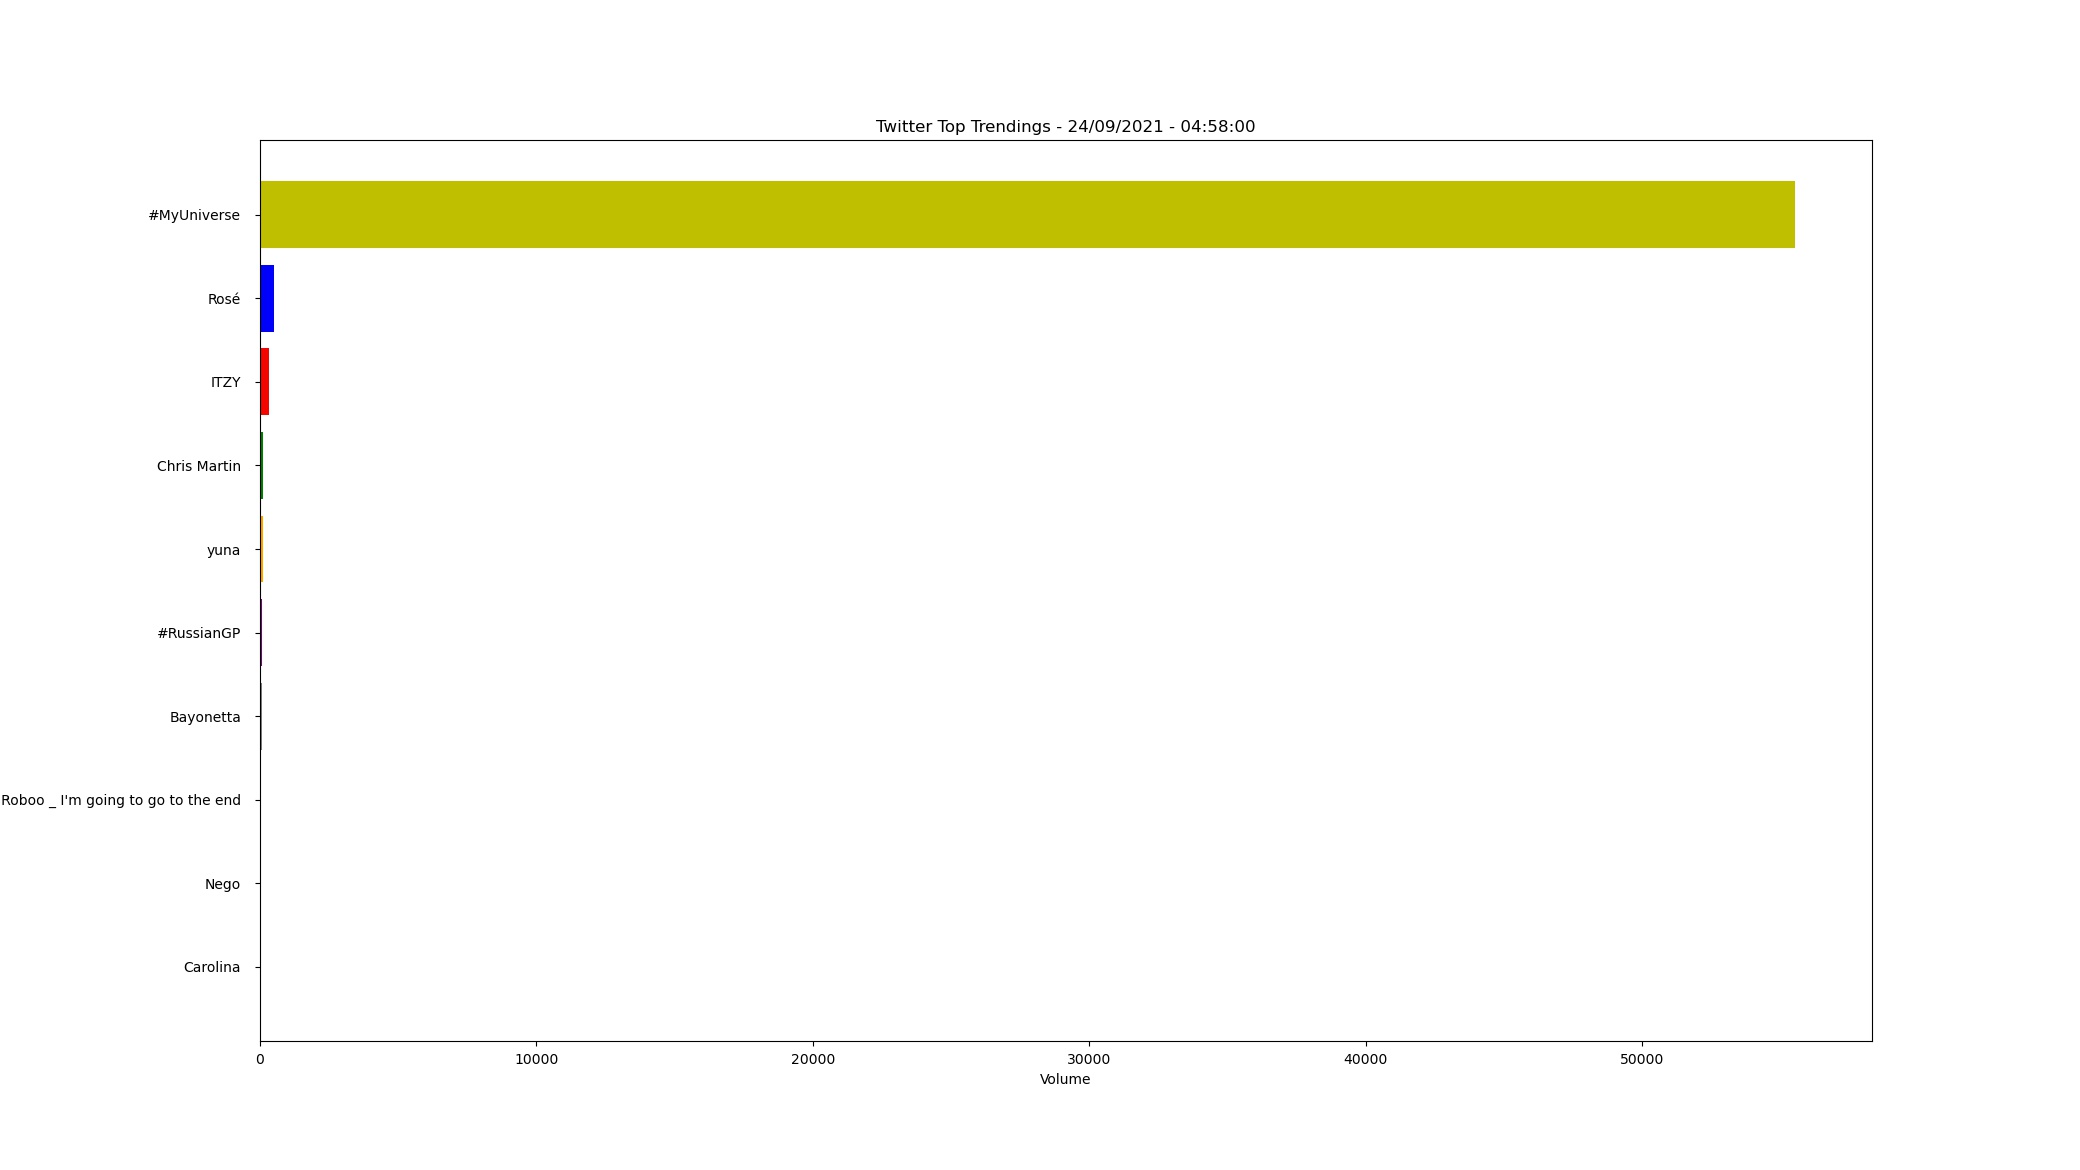 Twitter Top Trendings - 24/09/2021 - 04:58:00
#MyUniverse
Rosé
ITZY
Chris Martin
yuna
#RussianGP
Bayonetta
Roboo _ I'm going to go to the end
Nego
Carolina
0 10000 20000 30000 40000 50000
Volume